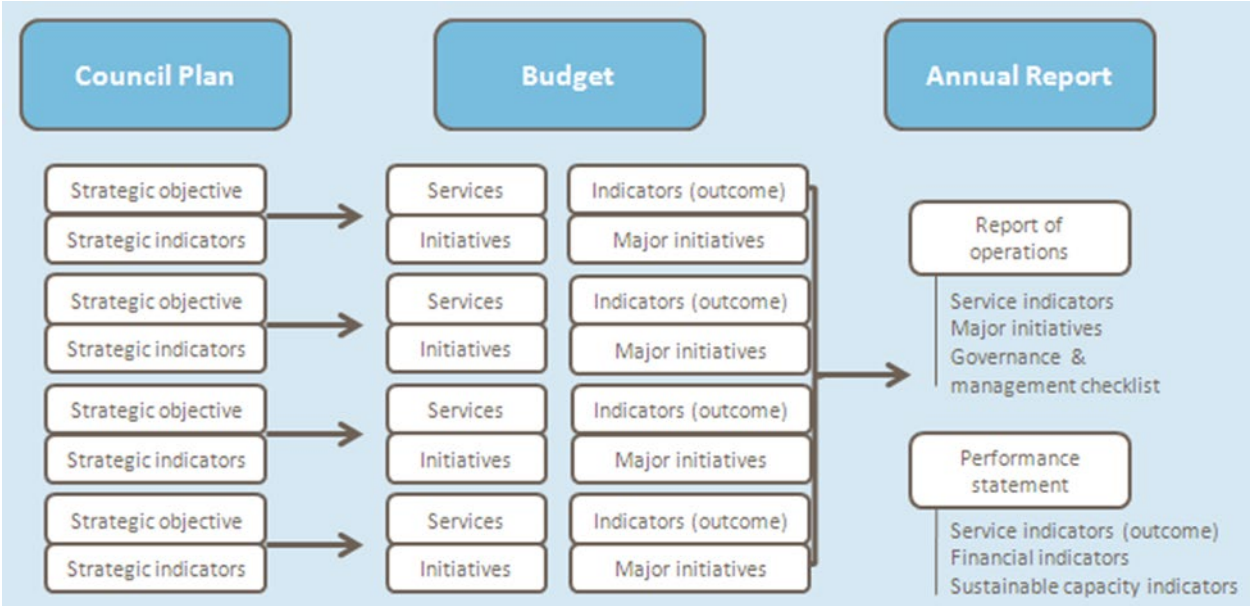 Council Plan
Budget
Annual Report
Strategic objective
Strategic indicators
Strategic objective
Strategic indicators
Strategic objective
Strategic indicators
Strategic objective
Strategic indicators
Services
Initiatives
Services
Initiatives
Services
Initiatives
Services
Initiatives
Indicators (outcome)
Major initiatives
Indicators (outcome)
Major initiatives
Indicators (outcome)
Major initiatives
Indicators (outcome)
Major initiatives
Report of
operations
Service indicators
Major initiatives
Governance &
management checklist
Performance
statement
Service indicators (outcome)
Financial indicators
Sustainable capacity indicators